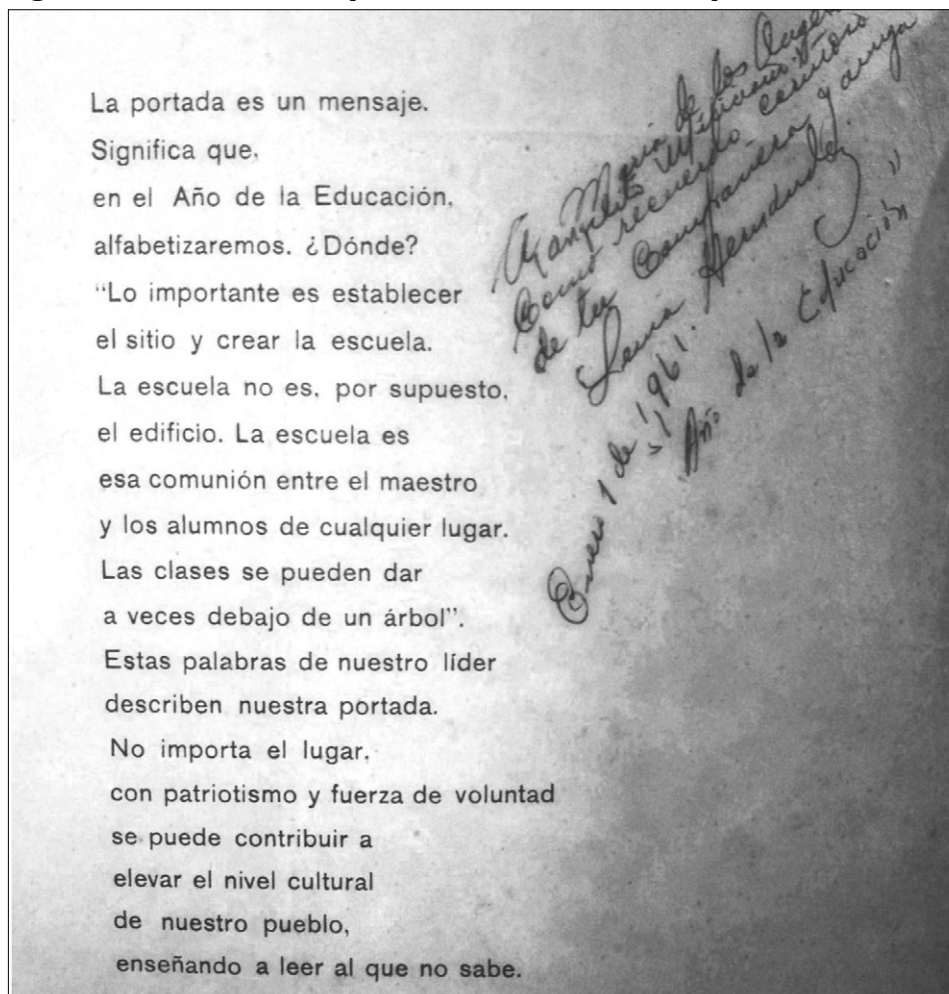 La portada es un mensaje.
Significa que,
en el Año de la Educación,
alfabetizaremos. ¿Dónde?
“Lo importante es establecer
el sitio y crear la escuela.
La escuela no es, por supuesto,
el edificio. La escuela es
esa comunión entre el maestro
y los alumnos de cualquier lugar.
Las clases se pueden dar
a veces debajo de un árbol”.
Estas palabras de nuestro líder
describen nuestra portada.
No importa el lugar,
con patriotismo y fuerza de voluntad
se puede contribuir a
elevar el nivel cultural
de nuestro pueblo,
enseñando a leer al que no sabe.
María de los
Como recuerdo cariñoso
de tu Compañera y amiga
Hernández
Enero 1 de 1961.
"Año de la Educación"